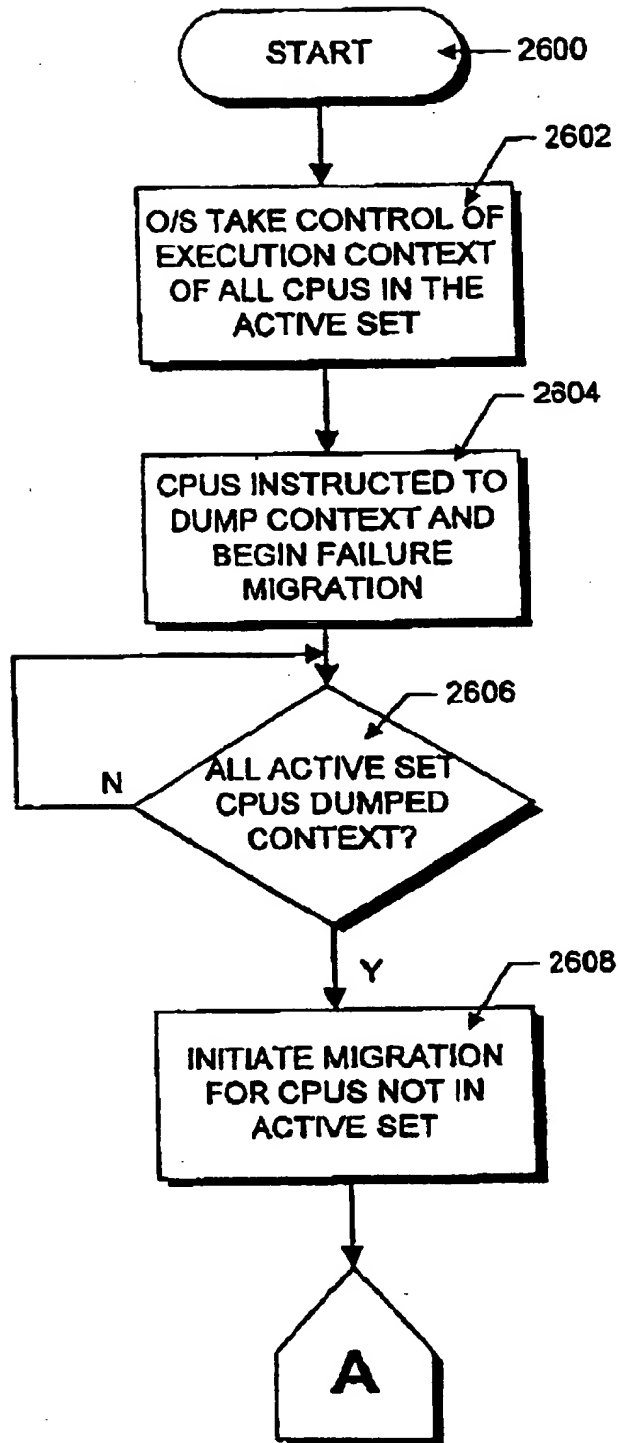 START
2600
2602
O/S TAKE CONTROL OF
EXECUTION CONTEXT
OF ALL CPUS IN THE
ACTIVE SET
2604
CPUS INSTRUCTED TO
DUMP CONTEXT AND
BEGIN FAILURE
MIGRATION
2606
ALL ACTIVE SET
CPUS DUMPED
CONTEXT?
N
Y
2608
INITIATE MIGRATION
FOR CPUS NOT IN
ACTIVE SET
A